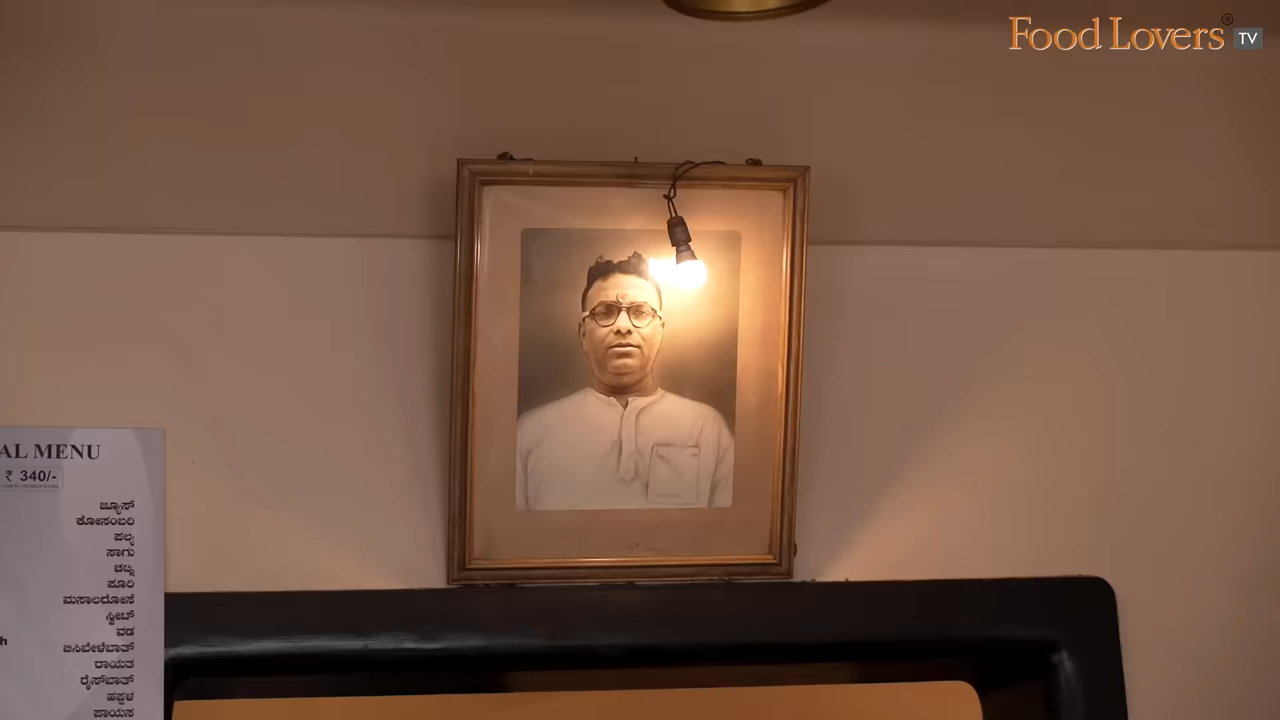 Food Lovers® TV
AL MENU
₹ 340/-
ಜ್ಯೂಸ್
ಕೋಸಂಬರಿ
ಪಲ್ಯ
ಸಾಗು
ಚಟ್ನಿ
ಪೂರಿ
ಮಸಾಲದೋಸೆ
ಸ್ವೀಟ್
ವಡ
h
ಬಿಸಿಬೇಳೆಬಾತ್
ರಾಯತ
ರೈಸ್‌ಬಾತ್
ಹಪ್ಪಳ
ಪಾಯಸ